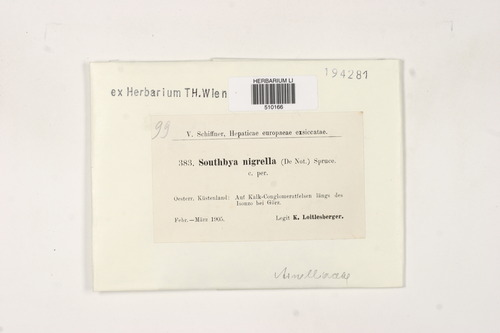 194281
ex Herbarium TH.Wien
HERBARIUM LI
510166
99
V. Schiffner, Hepaticae europaeae exsiccatae.
383. Southbya nigrella (De Not.) Spruce.
c. per.
Oesterr. Küstenland: Auf Kalk-Conglomeratfelsen längs des
Isonzo bei Görz.
Febr.—März 1905. Legit K. Loitlesberger.
Arnelliaceae